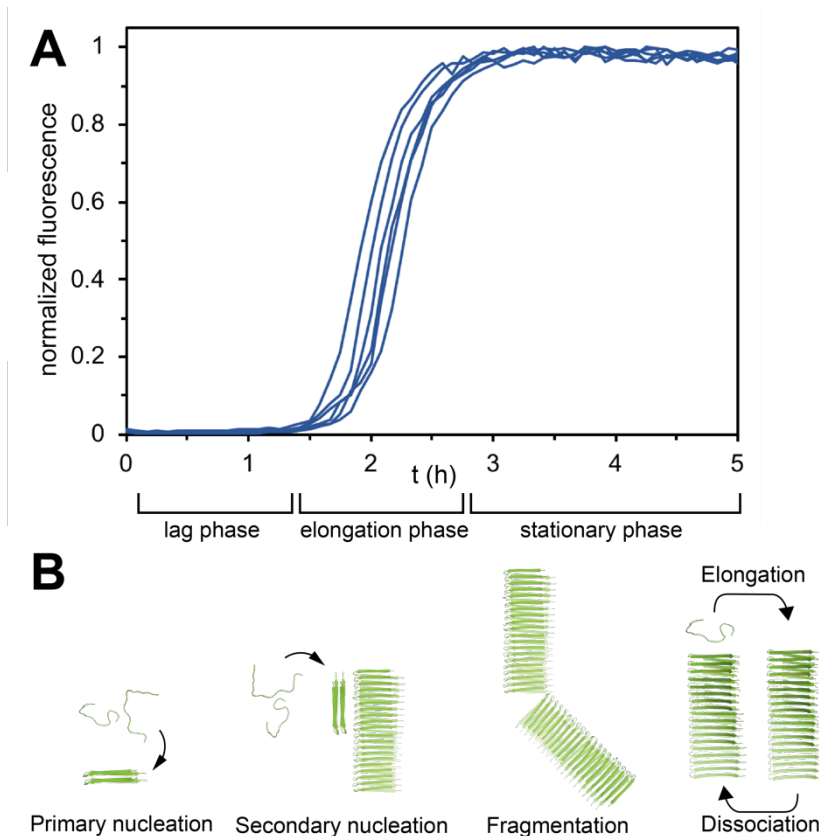 A
1
0.8
0.6
0.4
0.2
0
normalized fluorescence
0 1 2 3 4 5
t (h)
lag phase elongation phase stationary phase
B
Elongation
Primary nucleation Secondary nucleation Fragmentation Dissociation